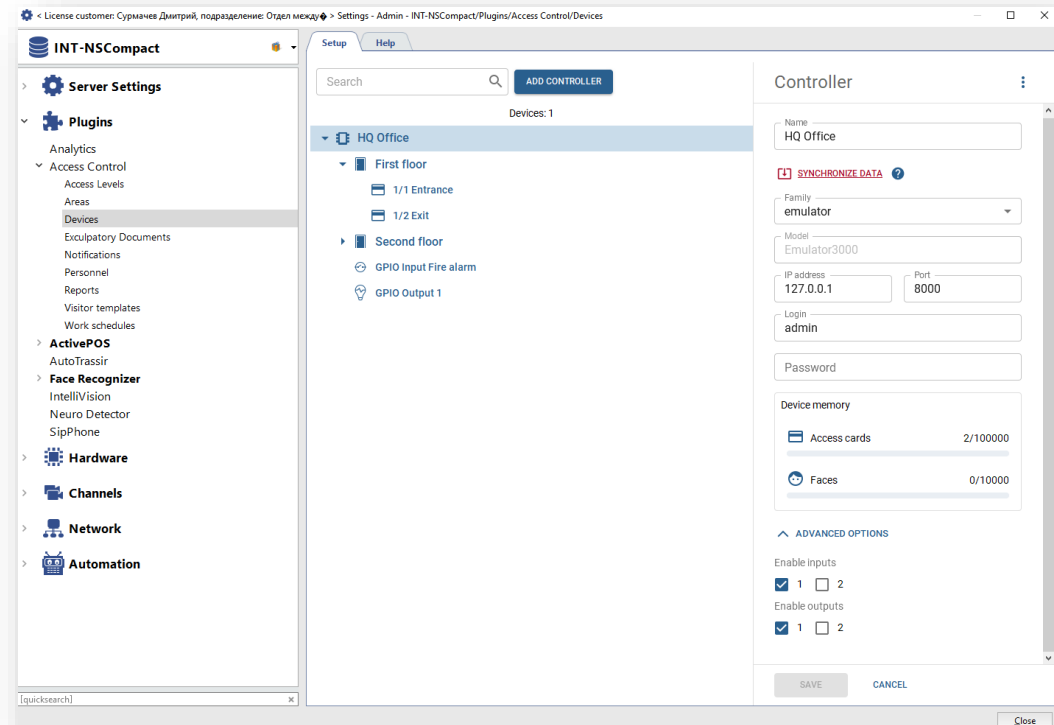 < License customer: Сурмачев Дмитрий, подразделение: Отдел между� > Settings - Admin - INT-NSCompact/Plugins/Access Control/Devices
INT-NSCompact
Server Settings
Plugins
Analytics
Access Control
Access Levels
Areas
Devices
Exculpatory Documents
Notifications
Personnel
Reports
Visitor templates
Work schedules
ActivePOS
AutoTrassir
Face Recognizer
IntelliVision
Neuro Detector
SipPhone
Hardware
Channels
Network
Automation
[quicksearch]
Setup Help
Search
ADD CONTROLLER
Devices: 1
HQ Office
First floor
1/1 Entrance
1/2 Exit
Second floor
GPIO Input Fire alarm
GPIO Output 1
Controller
Name
HQ Office
SYNCHRONIZE DATA ?
Family
emulator
Model
Emulator3000
IP address Port
127.0.0.1 8000
Login
admin
Password
Device memory
Access cards 2/100000
Faces 0/10000
ADVANCED OPTIONS
Enable inputs
1 2
Enable outputs
1 2
SAVE CANCEL
Close